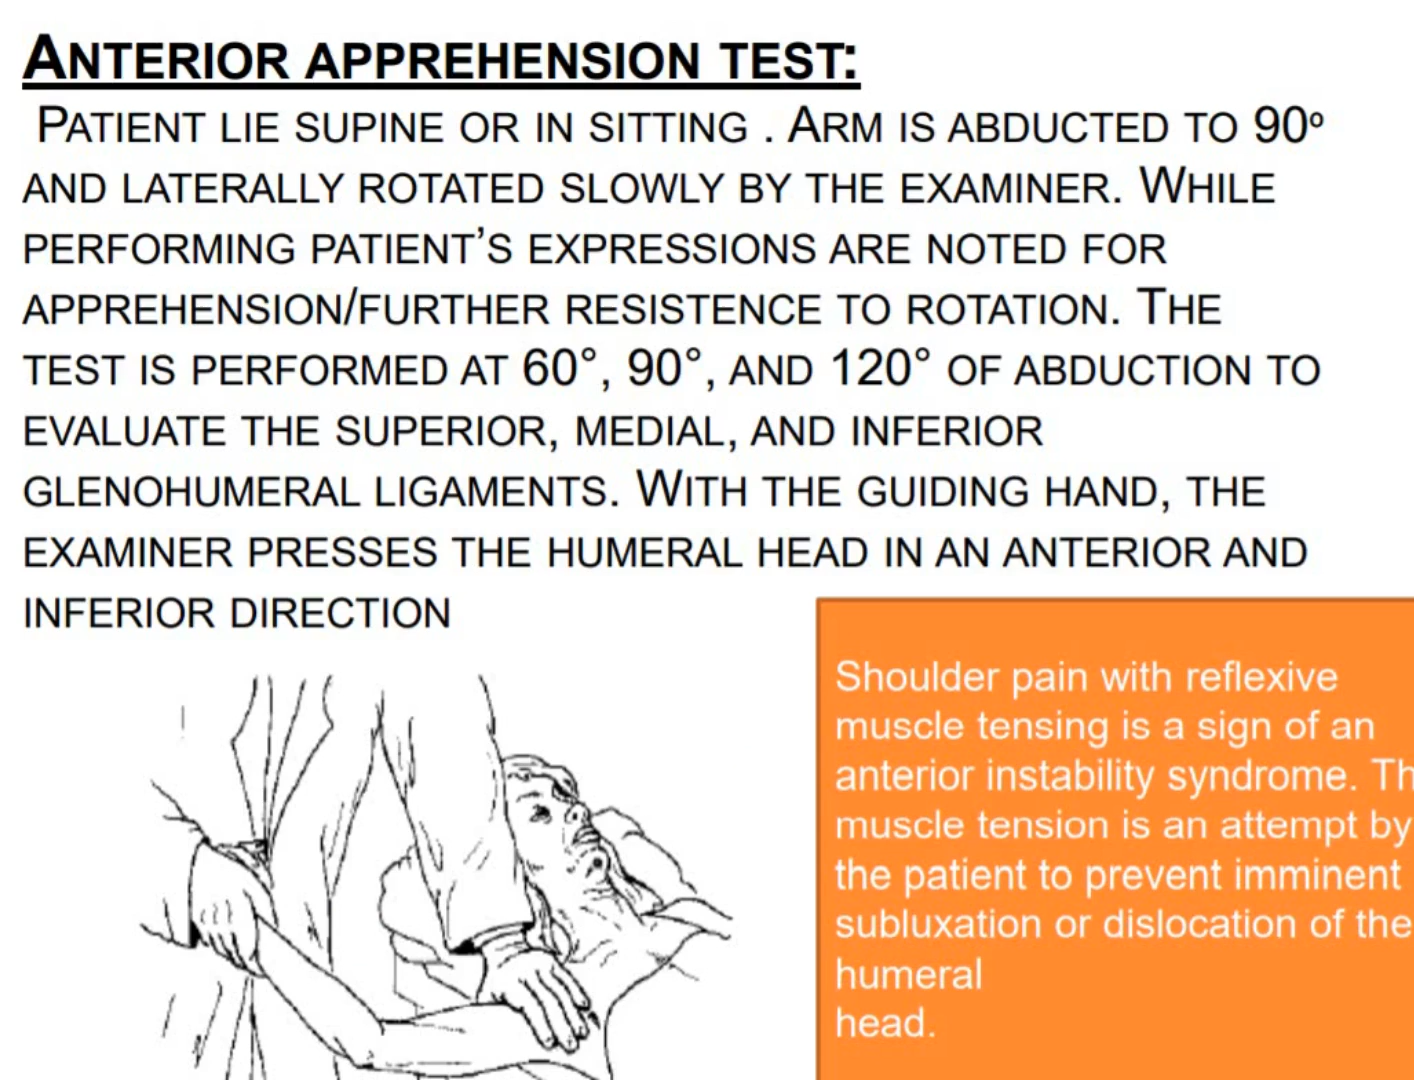 ANTERIOR APPREHENSION TEST:
PATIENT LIE SUPINE OR IN SITTING . ARM IS ABDUCTED TO 90º
AND LATERALLY ROTATED SLOWLY BY THE EXAMINER. WHILE
PERFORMING PATIENT’S EXPRESSIONS ARE NOTED FOR
APPREHENSION/FURTHER RESISTENCE TO ROTATION. THE
TEST IS PERFORMED AT 60°, 90°, AND 120° OF ABDUCTION TO
EVALUATE THE SUPERIOR, MEDIAL, AND INFERIOR
GLENOHUMERAL LIGAMENTS. WITH THE GUIDING HAND, THE
EXAMINER PRESSES THE HUMERAL HEAD IN AN ANTERIOR AND
INFERIOR DIRECTION
Shoulder pain with reflexive
muscle tensing is a sign of an
anterior instability syndrome.
muscle tension is an attempt by
the patient to prevent imminent
subluxation or dislocation of the
humeral
head.